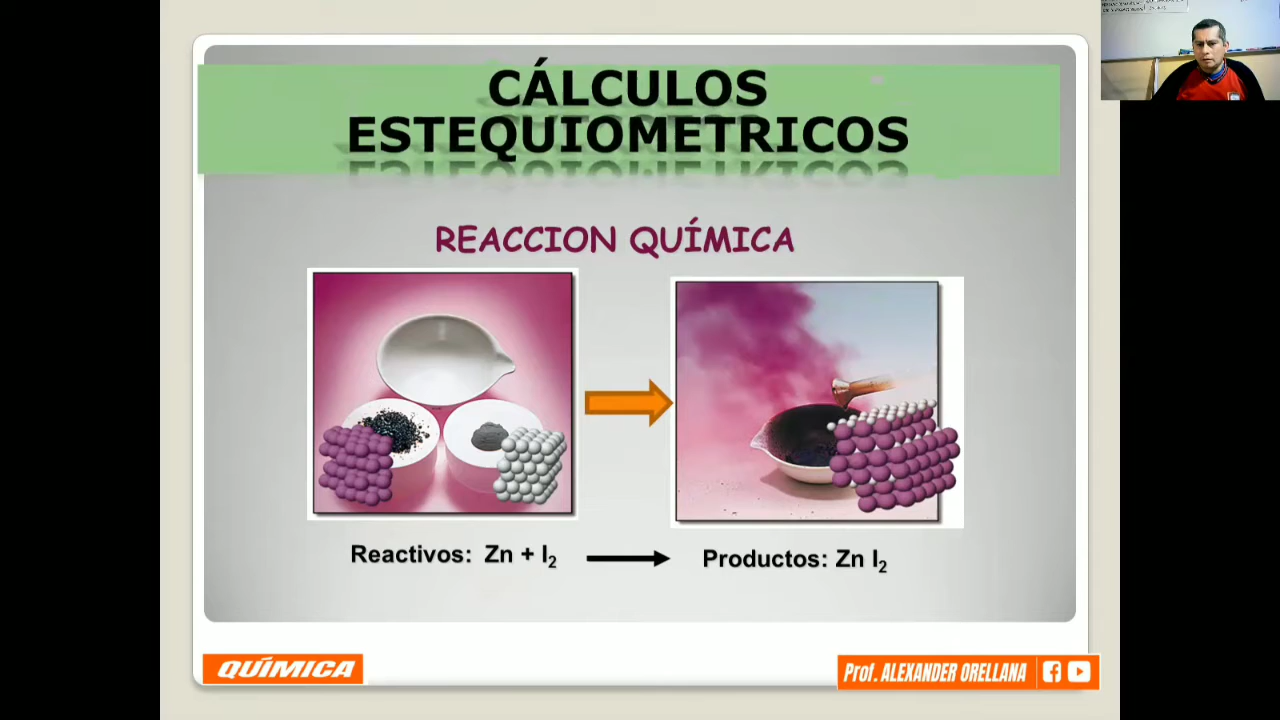 CÁLCULOS
ESTEQUIOMETRICOS
REACCION QUÍMICA
Reactivos: Zn + I₂
Productos: Zn I₂
QUÍMICA
Prof. ALEXANDER ORELLANA